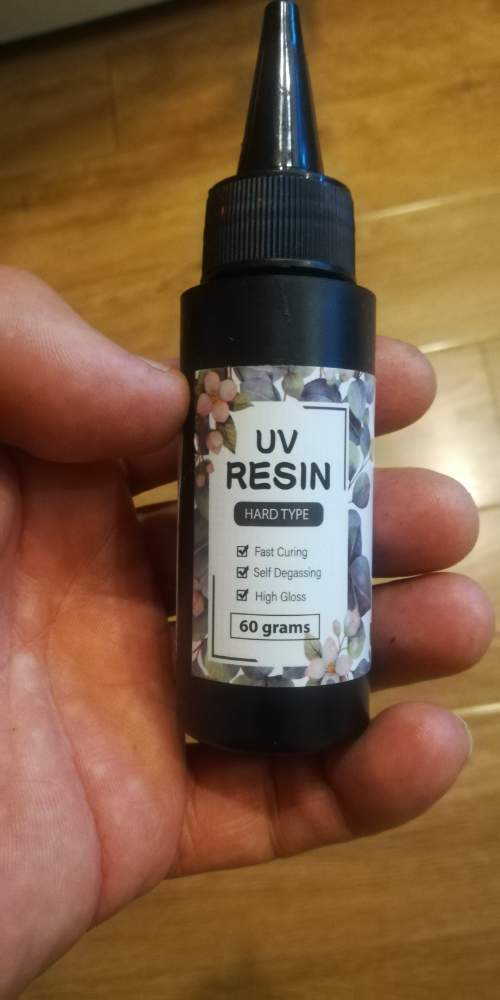 UV
RESIN
HARD TYPE
Fast Curing
Self Degassing
High Gloss
60 grams